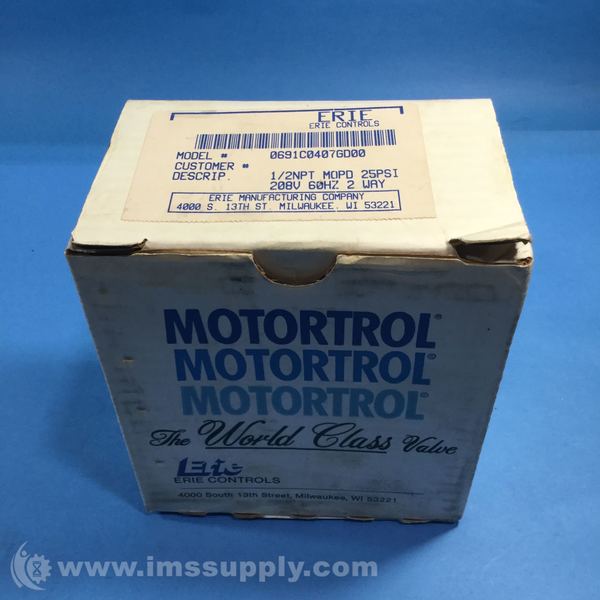 ERIE
ERIE CONTROLS
MODEL # 0691C0407GD00
CUSTOMER #
DESCRIP. 1/2NPT MOPD 25PSI
208V 60HZ 2 WAY
ERIE MANUFACTURING COMPANY
4000 S. 13TH ST. MILWAUKEE, WI 53221
MOTORTROL®
MOTORTROL®
MOTORTROL®
The World Class Valve
Erie
ERIE CONTROLS
4000 South 13th Street, Milwaukee, WI 53221
www.imssupply.com